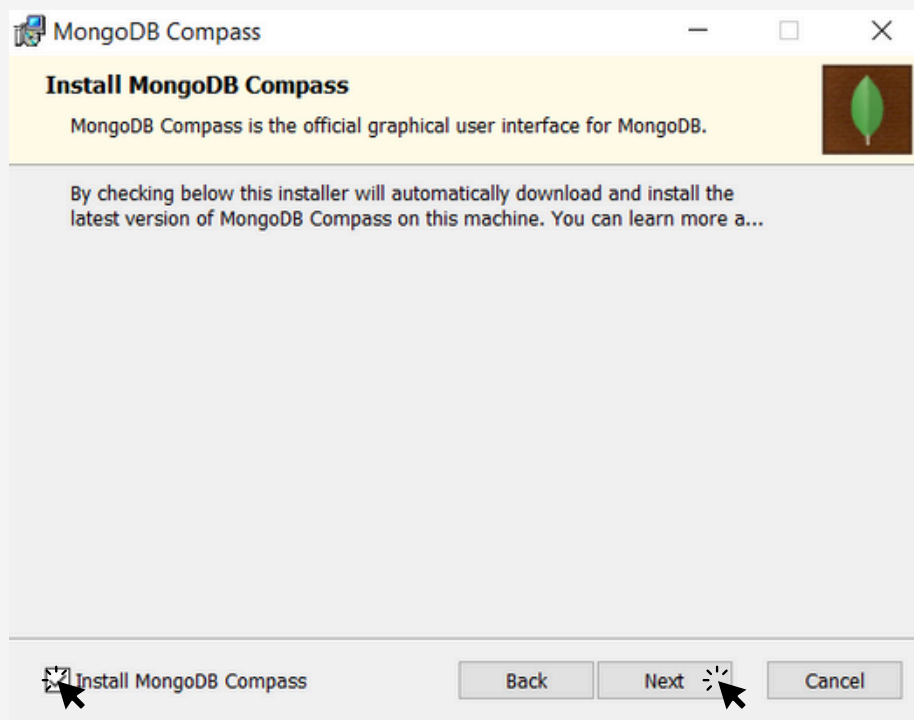 MongoDB Compass
Install MongoDB Compass
MongoDB Compass is the official graphical user interface for MongoDB.
By checking below this installer will automatically download and install the
latest version of MongoDB Compass on this machine. You can learn more a...
Install MongoDB Compass
Back
Next
Cancel